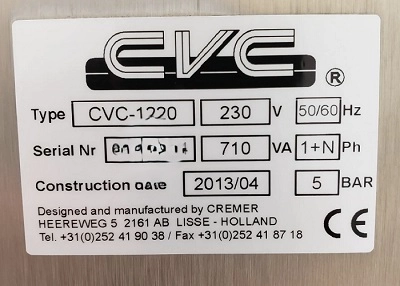 CVC ®
Type CVC-1220 230 V 50/60 Hz
Serial Nr 710 VA 1+N Ph
Construction date 2013/04 5 BAR
Designed and manufactured by CREMER
HEEREWEG 5 2161 AB LISSE - HOLLAND
Tel. +31(0)252 41 90 38 / Fax +31(0)252 41 87 18
CE